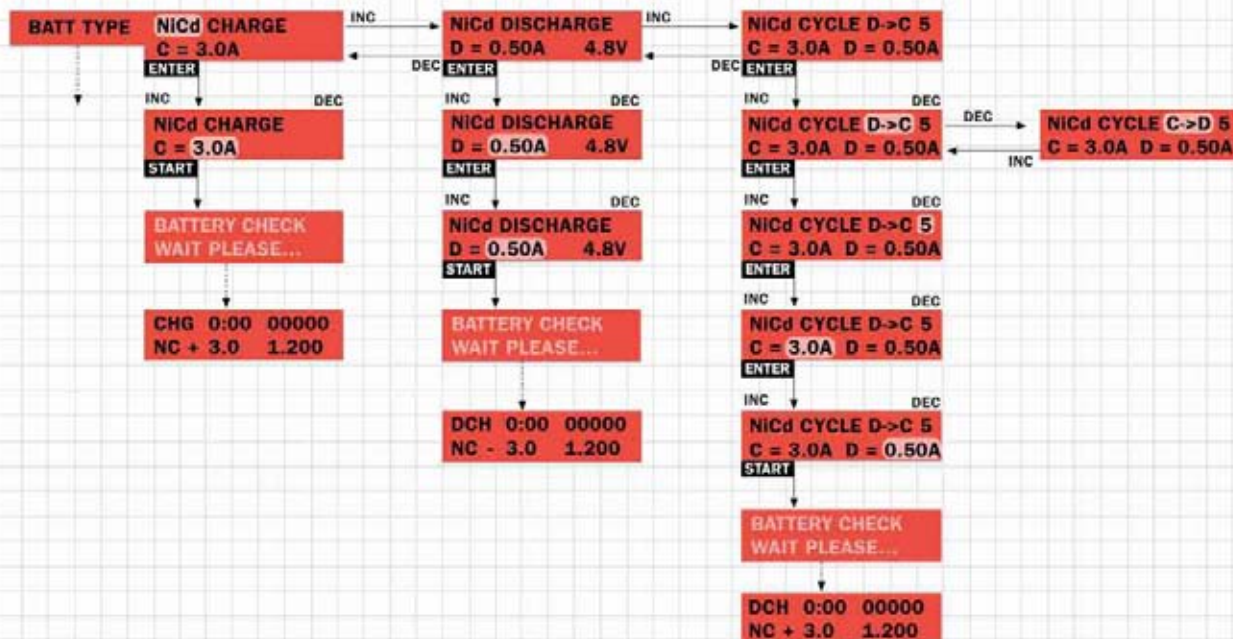 BATT TYPE
NiCd CHARGE
C = 3.0A
ENTER
INC
DEC
NiCd CHARGE
C = 3.0A
START
BATTERY CHECK
WAIT PLEASE...
CHG 0:00 00000
NC + 3.0 1.200
INC
DEC
NiCd DISCHARGE
D = 0.50A 4.8V
ENTER
INC
DEC
NiCd DISCHARGE
D = 0.50A 4.8V
ENTER
INC
DEC
NiCd DISCHARGE
D = 0.50A 4.8V
START
BATTERY CHECK
WAIT PLEASE...
DCH 0:00 00000
NC - 3.0 1.200
INC
DEC
NiCd CYCLE D->C 5
C = 3.0A D = 0.50A
ENTER
INC
DEC
NiCd CYCLE D->C 5
C = 3.0A D = 0.50A
ENTER
DEC
INC
NiCd CYCLE C->D 5
C = 3.0A D = 0.50A
INC
DEC
NiCd CYCLE D->C 5
C = 3.0A D = 0.50A
ENTER
INC
DEC
NiCd CYCLE D->C 5
C = 3.0A D = 0.50A
ENTER
INC
DEC
NiCd CYCLE D->C 5
C = 3.0A D = 0.50A
START
BATTERY CHECK
WAIT PLEASE...
DCH 0:00 00000
NC + 3.0 1.200